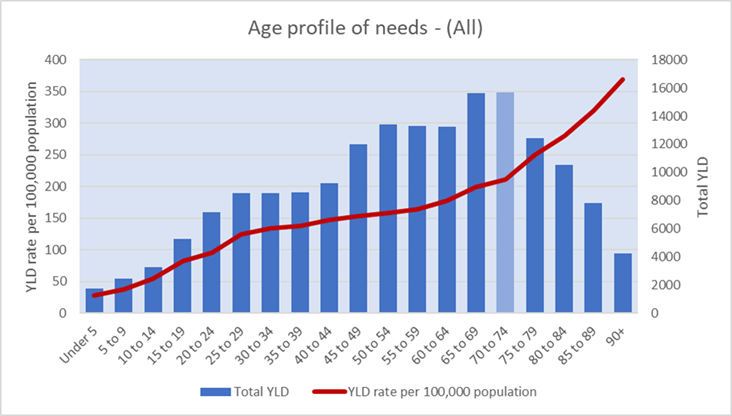 Age profile of needs - (All)
YLD rate per 100,000 population
400
350
300
250
200
150
100
50
0
18000
16000
14000
12000
10000
8000
6000
4000
2000
0
Total YLD
Under 5
5 to 9
10 to 14
15 to 19
20 to 24
25 to 29
30 to 34
35 to 39
40 to 44
45 to 49
50 to 54
55 to 59
60 to 64
65 to 69
70 to 74
75 to 79
80 to 84
85 to 89
90+
Total YLD
YLD rate per 100,000 population